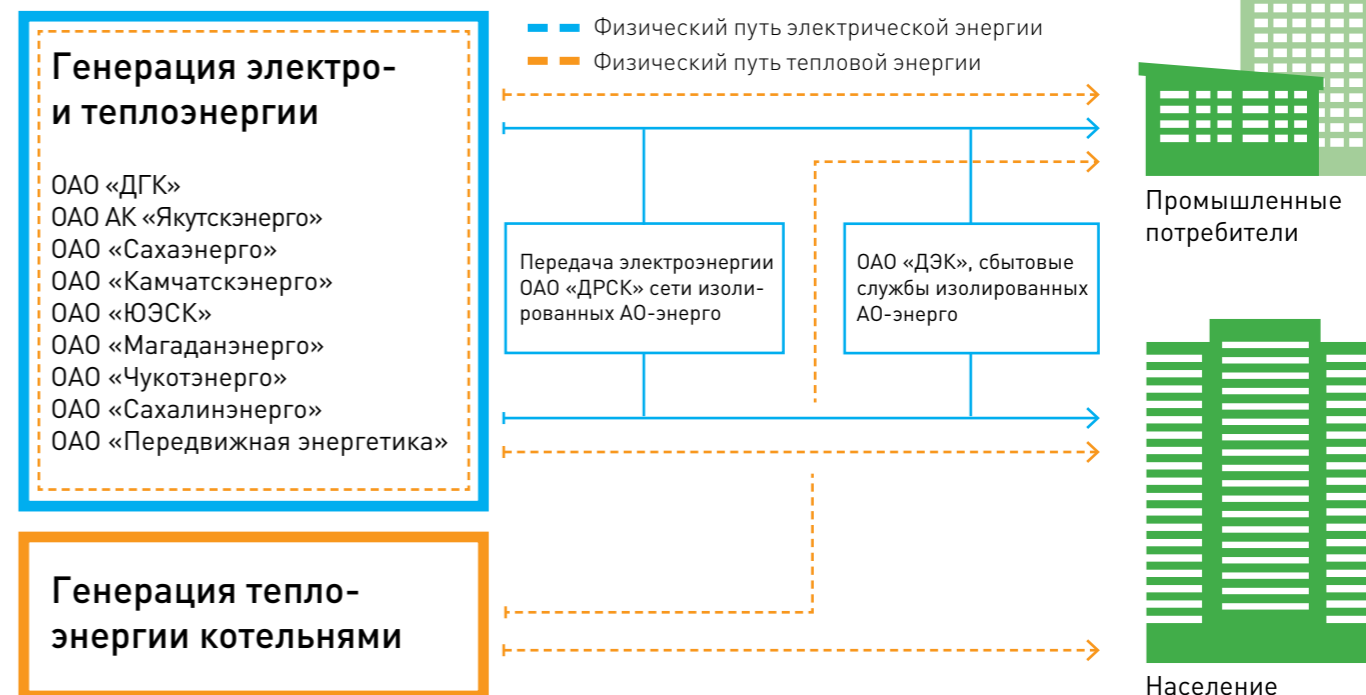 Генерация электро-
и теплоэнергии
ОАО «ДГК»
ОАО АК «Якутскэнерго»
ОАО «Сахаэнерго»
ОАО «Камчатскэнерго»
ОАО «ЮЭСК»
ОАО «Магаданэнерго»
ОАО «Чукотэнерго»
ОАО «Сахалинэнерго»
ОАО «Передвижная энергетика»
Генерация тепло-
энергии котельнями
Физический путь электрической энергии
Физический путь тепловой энергии
Передача электроэнергии
ОАО «ДРСК» сети изоли-
рованных АО-энерго
ОАО «ДЭК», сбытовые
службы изолированных
АО-энерго
Промышленные
потребители
Население